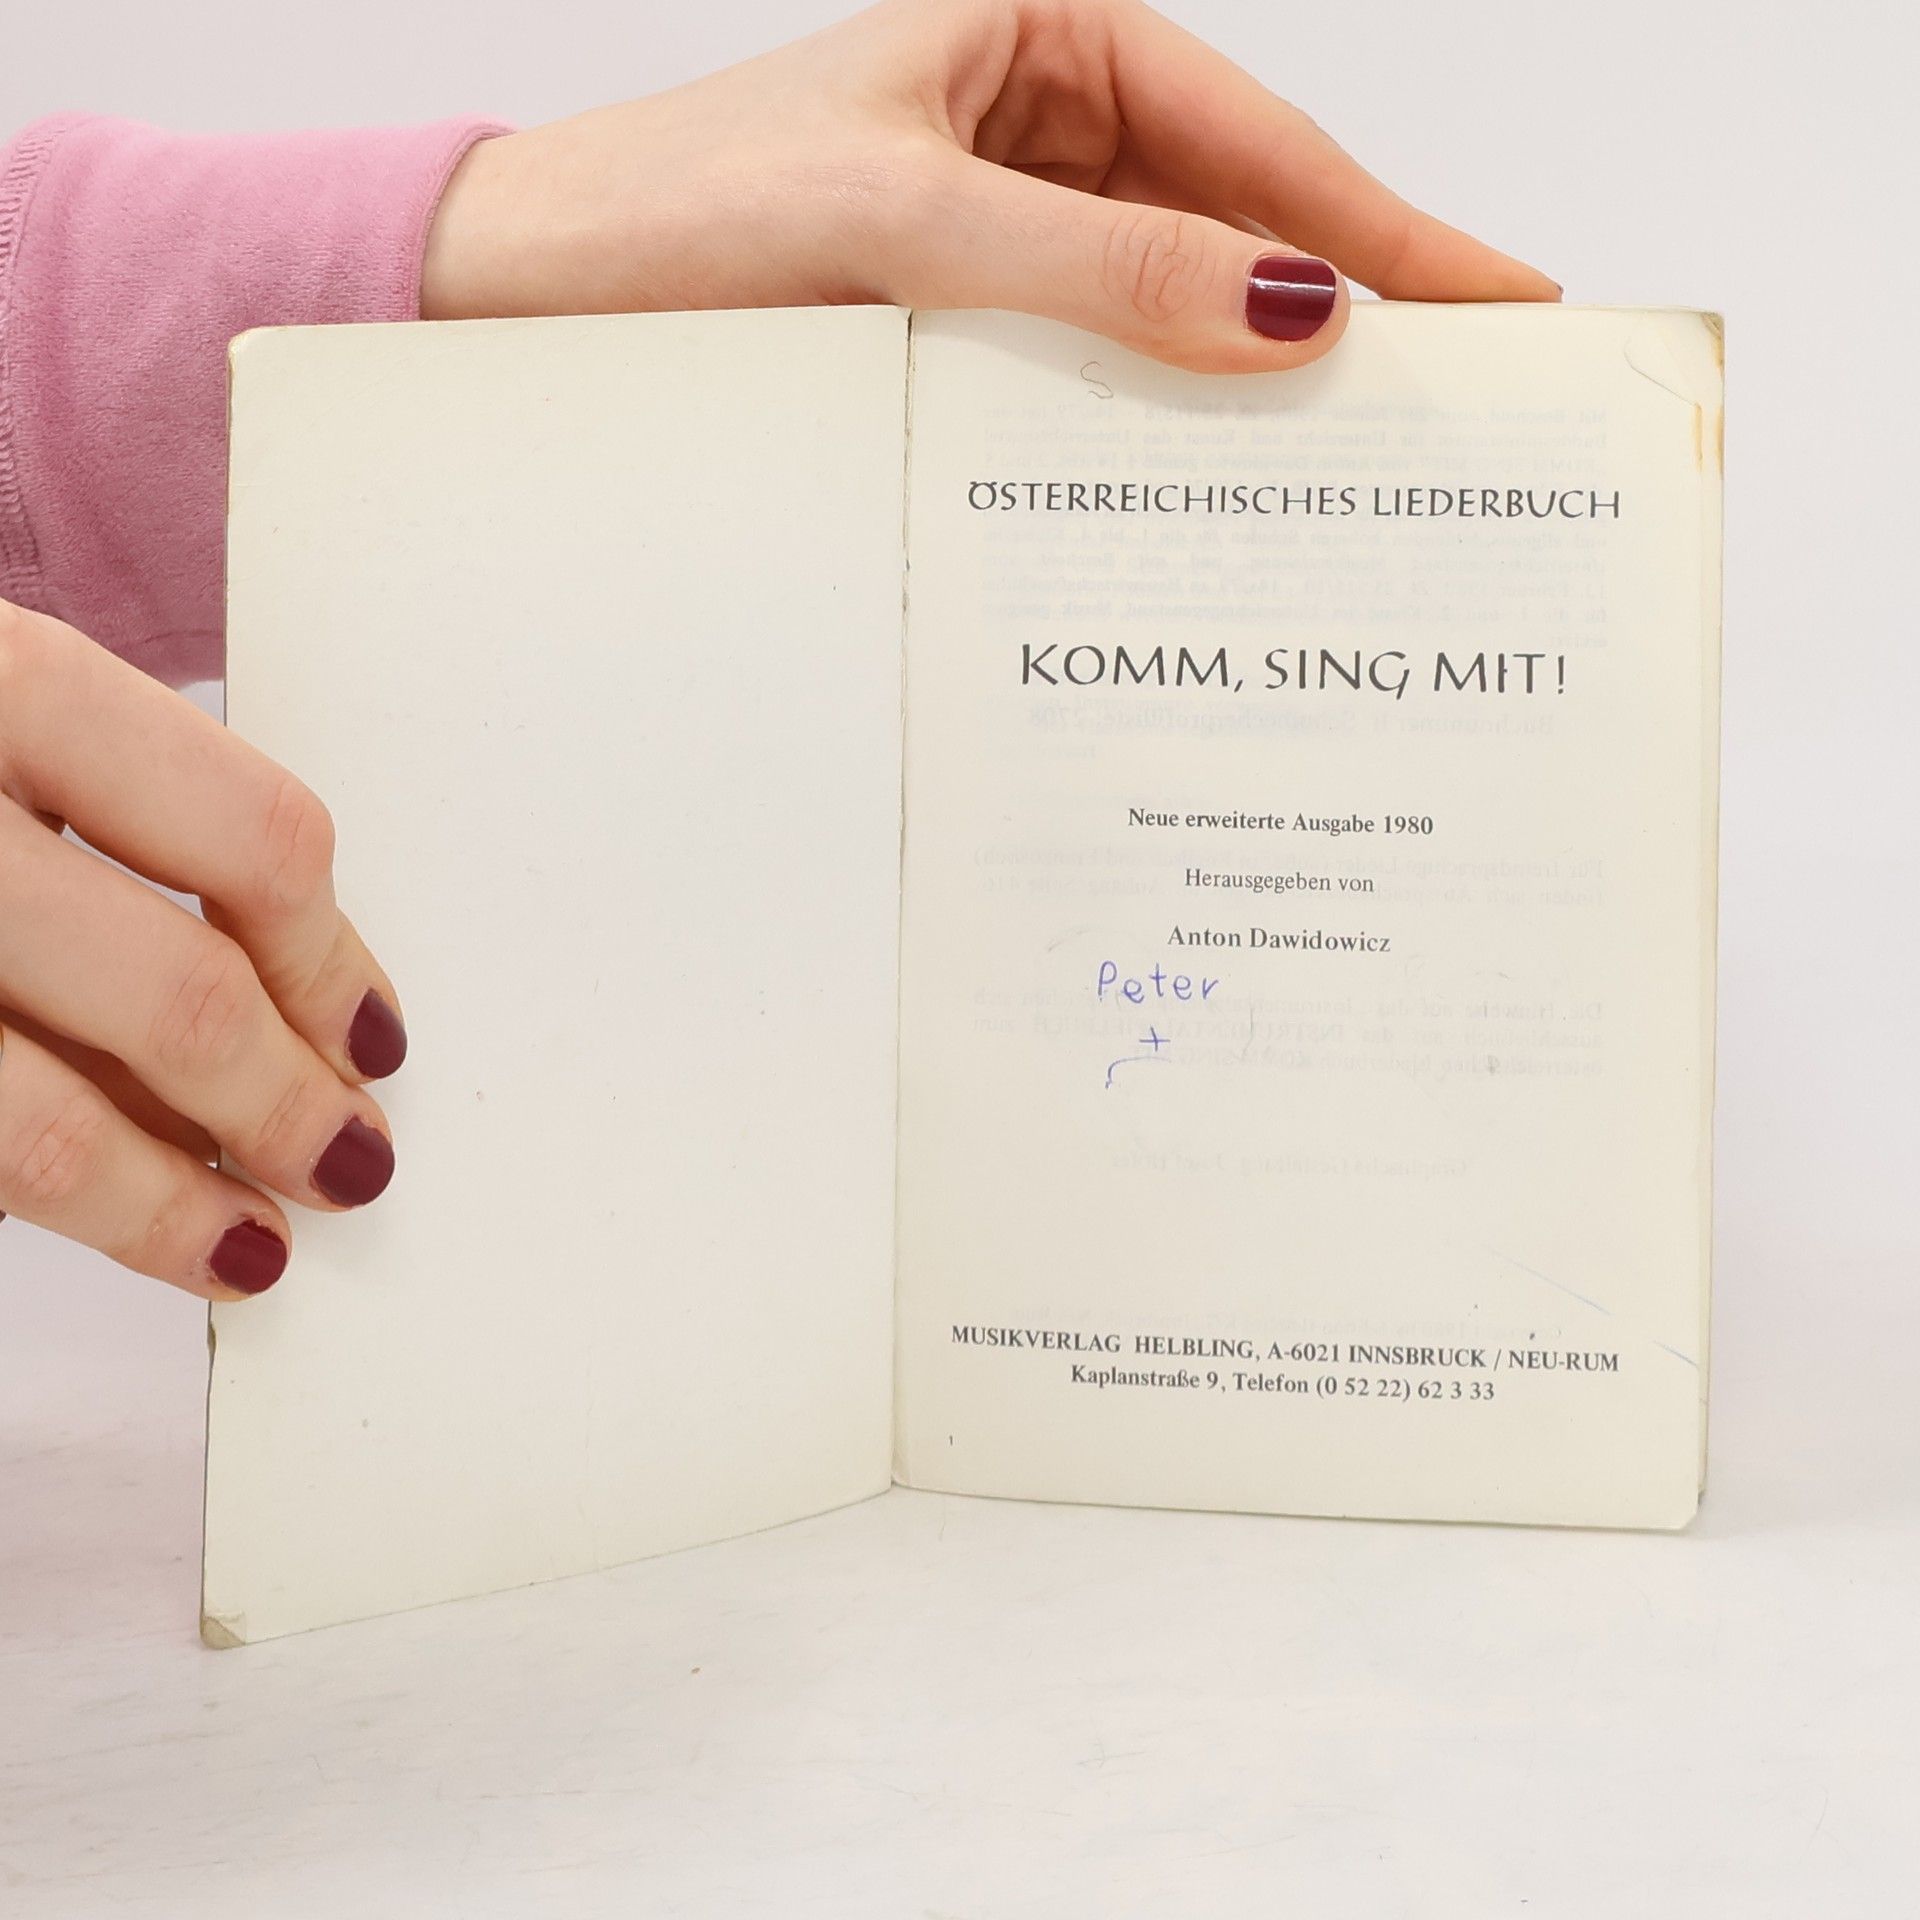 S
ÖSTERREICHISCHES LIEDERBUCH
KOMM, SING MIT!
Neue erweiterte Ausgabe 1980
Herausgegeben von
Anton Dawidowicz
Peter
+
MUSIKVERLAG HELBLING, A-6021 INNSBRUCK / NEU-RUM
Kaplanstraße 9, Telefon (0 52 22) 62 3 33
1